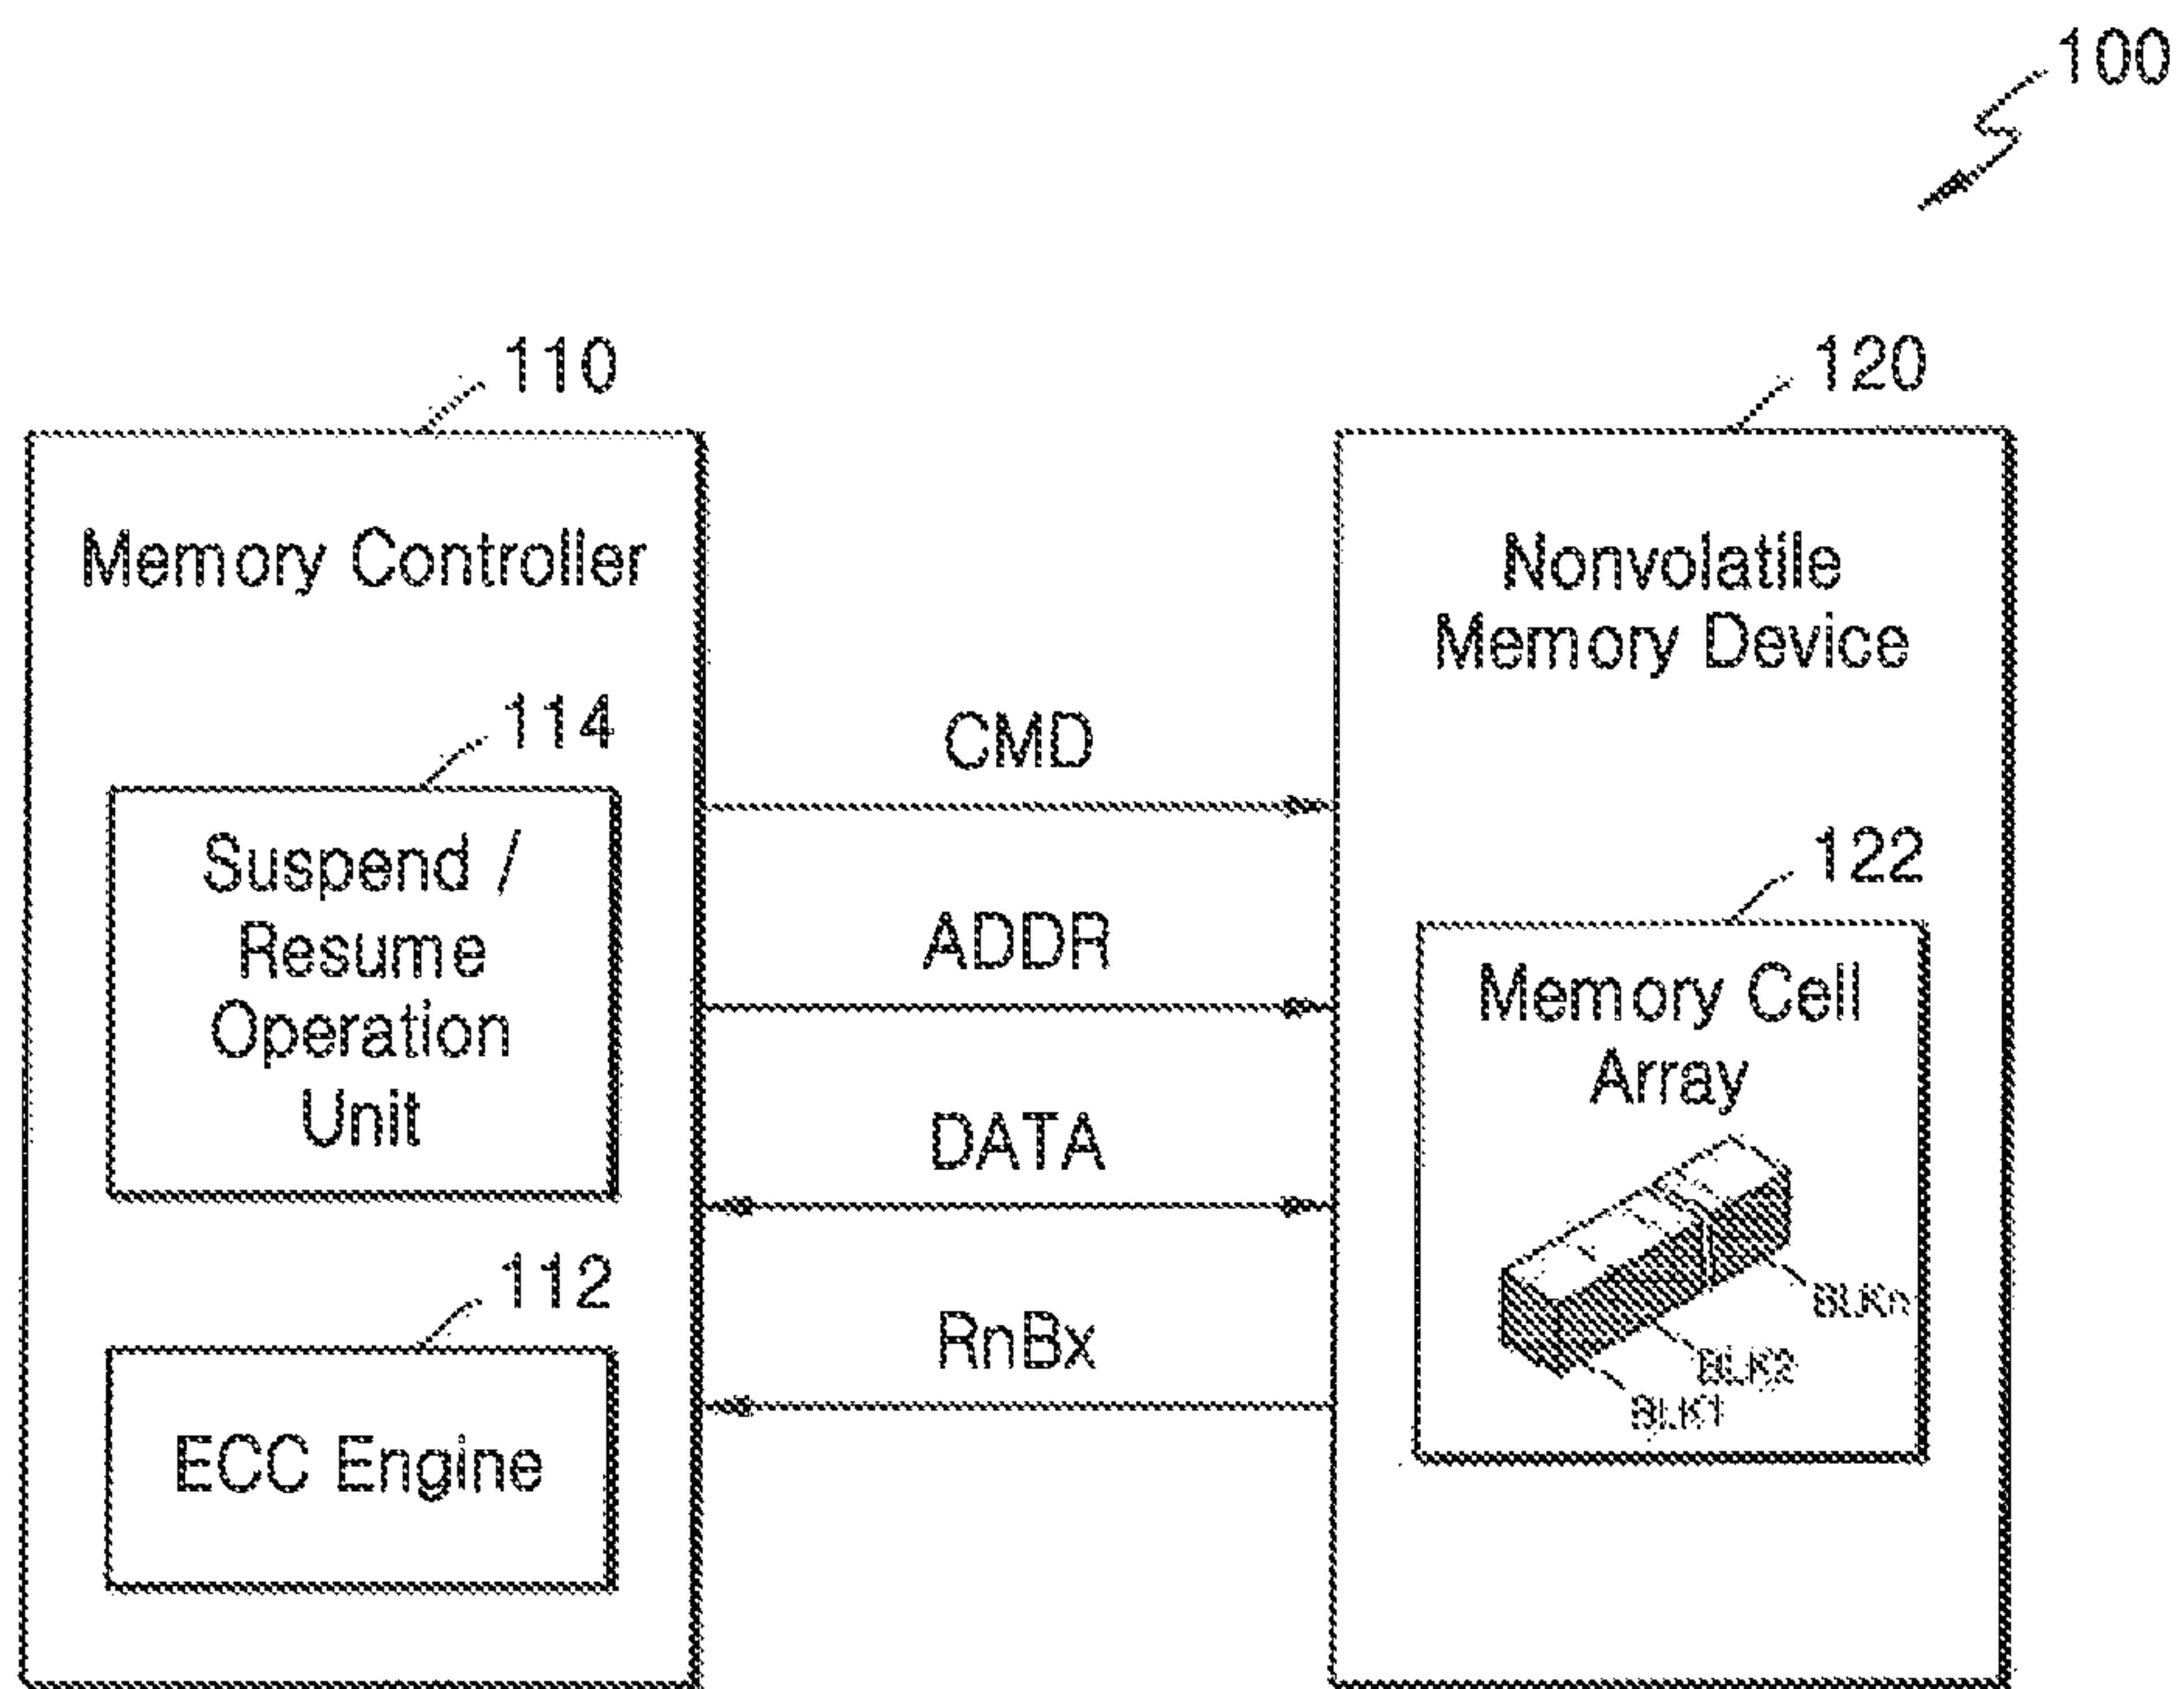 100
110
120
Memory Controller
Nonvolatile
Memory Device
114
Suspend /
Resume
Operation
Unit
112
ECC Engine
CMD
ADDR
DATA
RnBx
122
Memory Cell
Array
BLKn
BLK2
BLK1